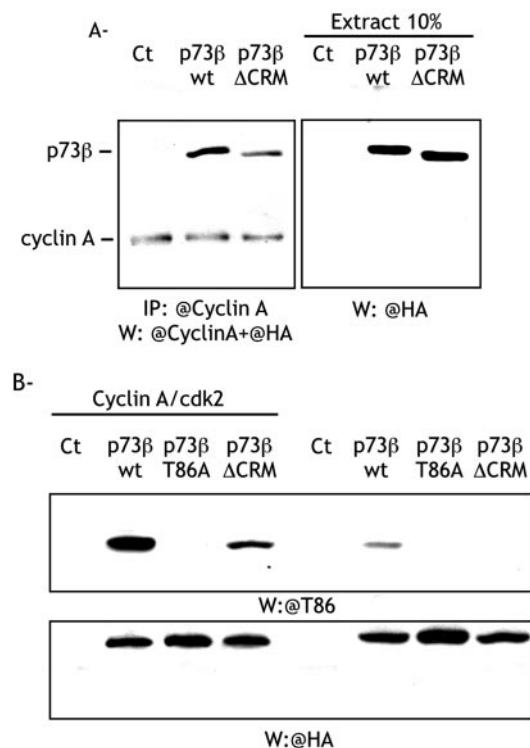 A-
Extract 10%
Ct p73β wt p73β ΔCRM Ct p73β wt p73β ΔCRM
p73β –
cyclin A –
IP: @Cyclin A
W: @CyclinA+@HA
W: @HA
B-
Cyclin A/cdk2
Ct p73β wt p73β T86A p73β ΔCRM Ct p73β wt p73β T86A p73β ΔCRM
W:@T86
W:@HA